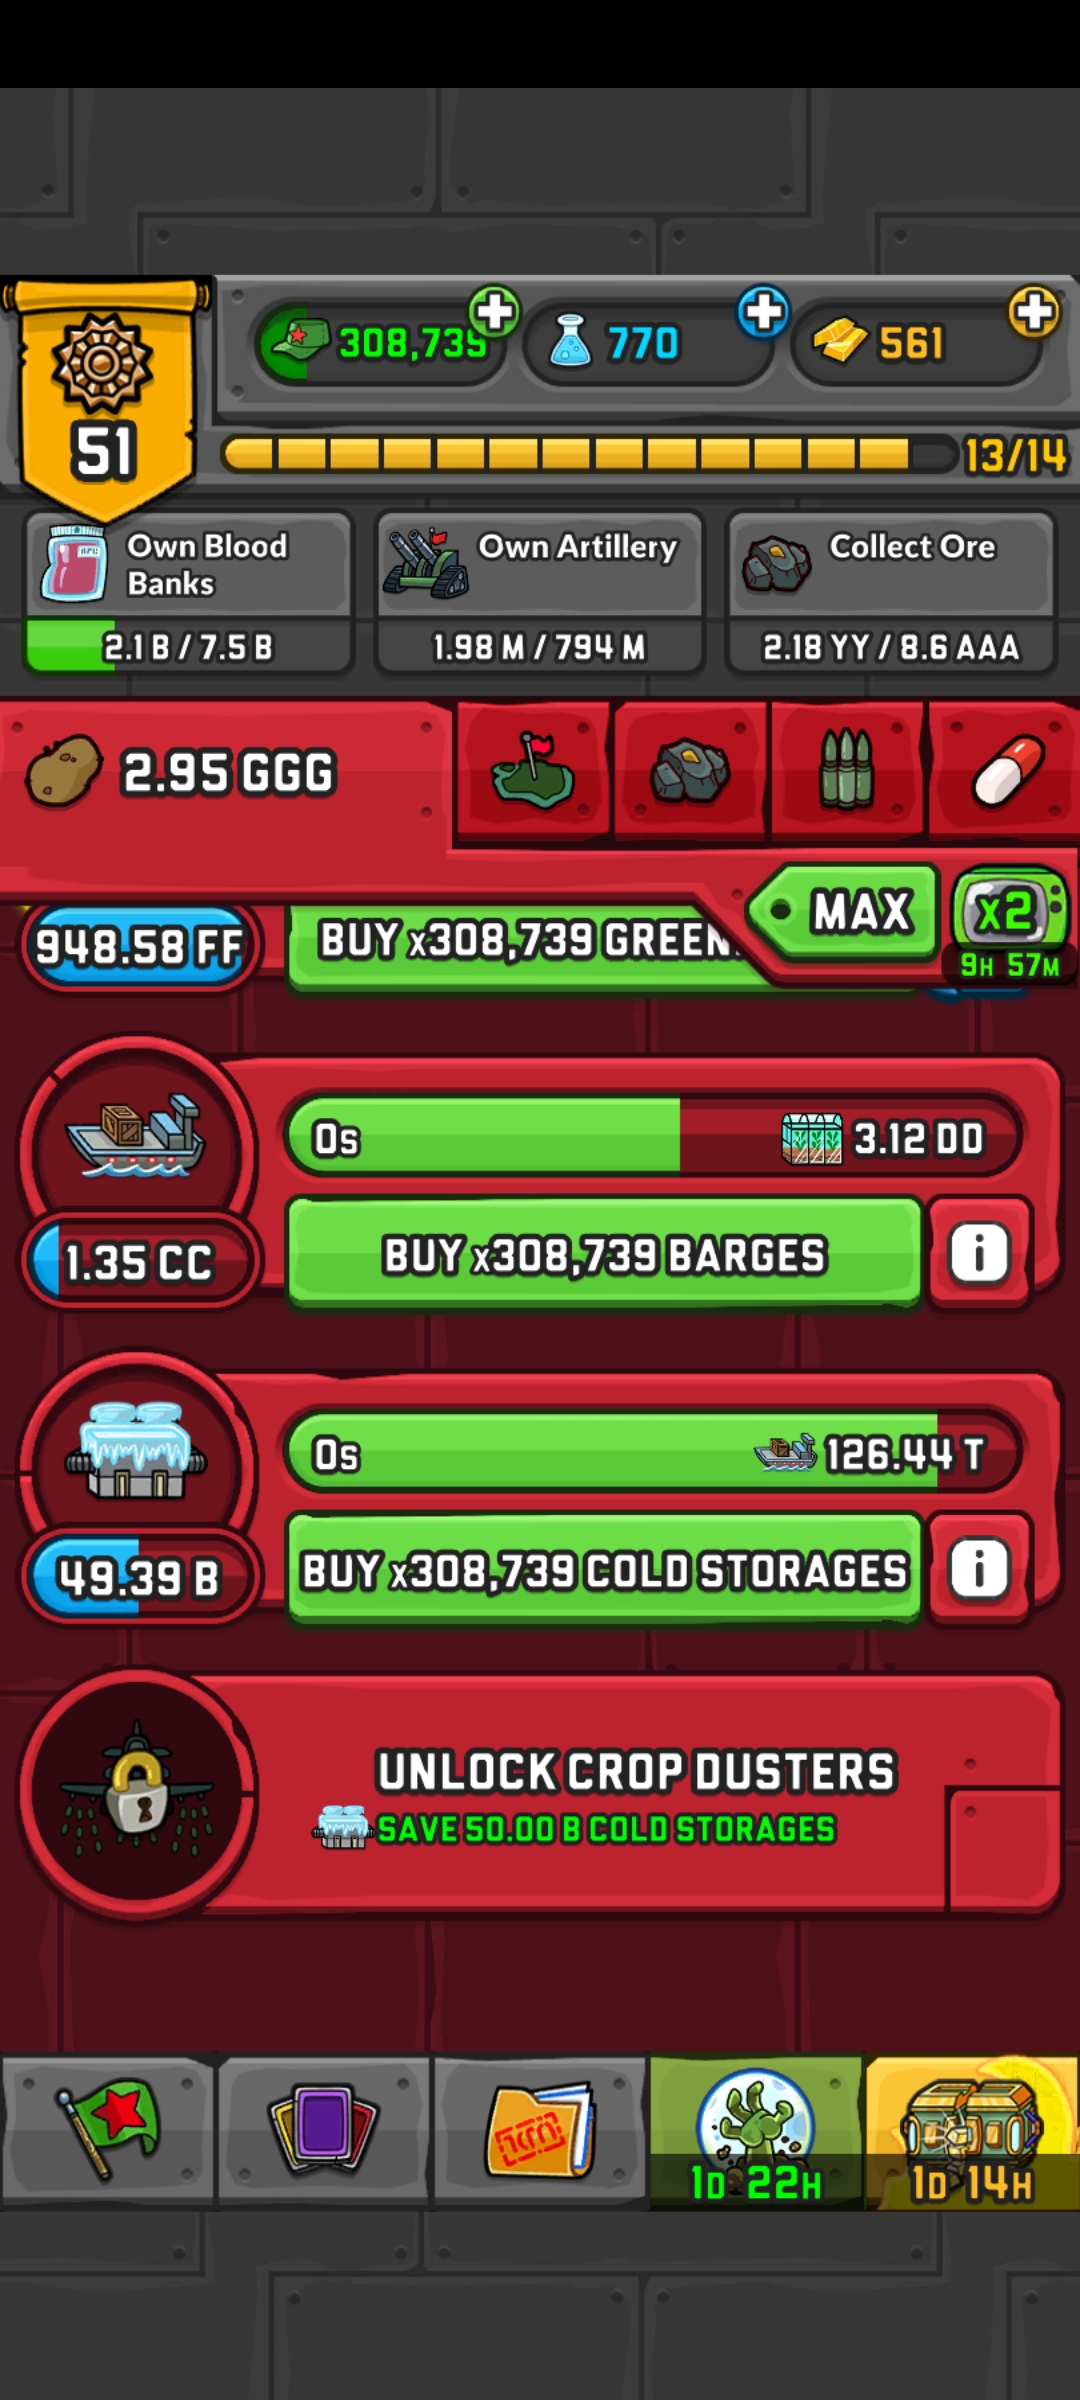 308,739
770
561
51
13/14
Own Blood
Banks
2.1 B / 7.5 B
Own Artillery
1.98 M / 794 M
Collect Ore
2.18 YY / 8.6 AAA
2.95 GGG
MAX
x2
9H 57M
948.58 FF
BUY x308,739 GREEN
0s
3.12 DD
1.35 CC
BUY x308,739 BARGES
i
0s
126.44 T
49.39 B
BUY x308,739 COLD STORAGES
i
UNLOCK CROP DUSTERS
SAVE 50.00 B COLD STORAGES
1D 22H
1D 14H